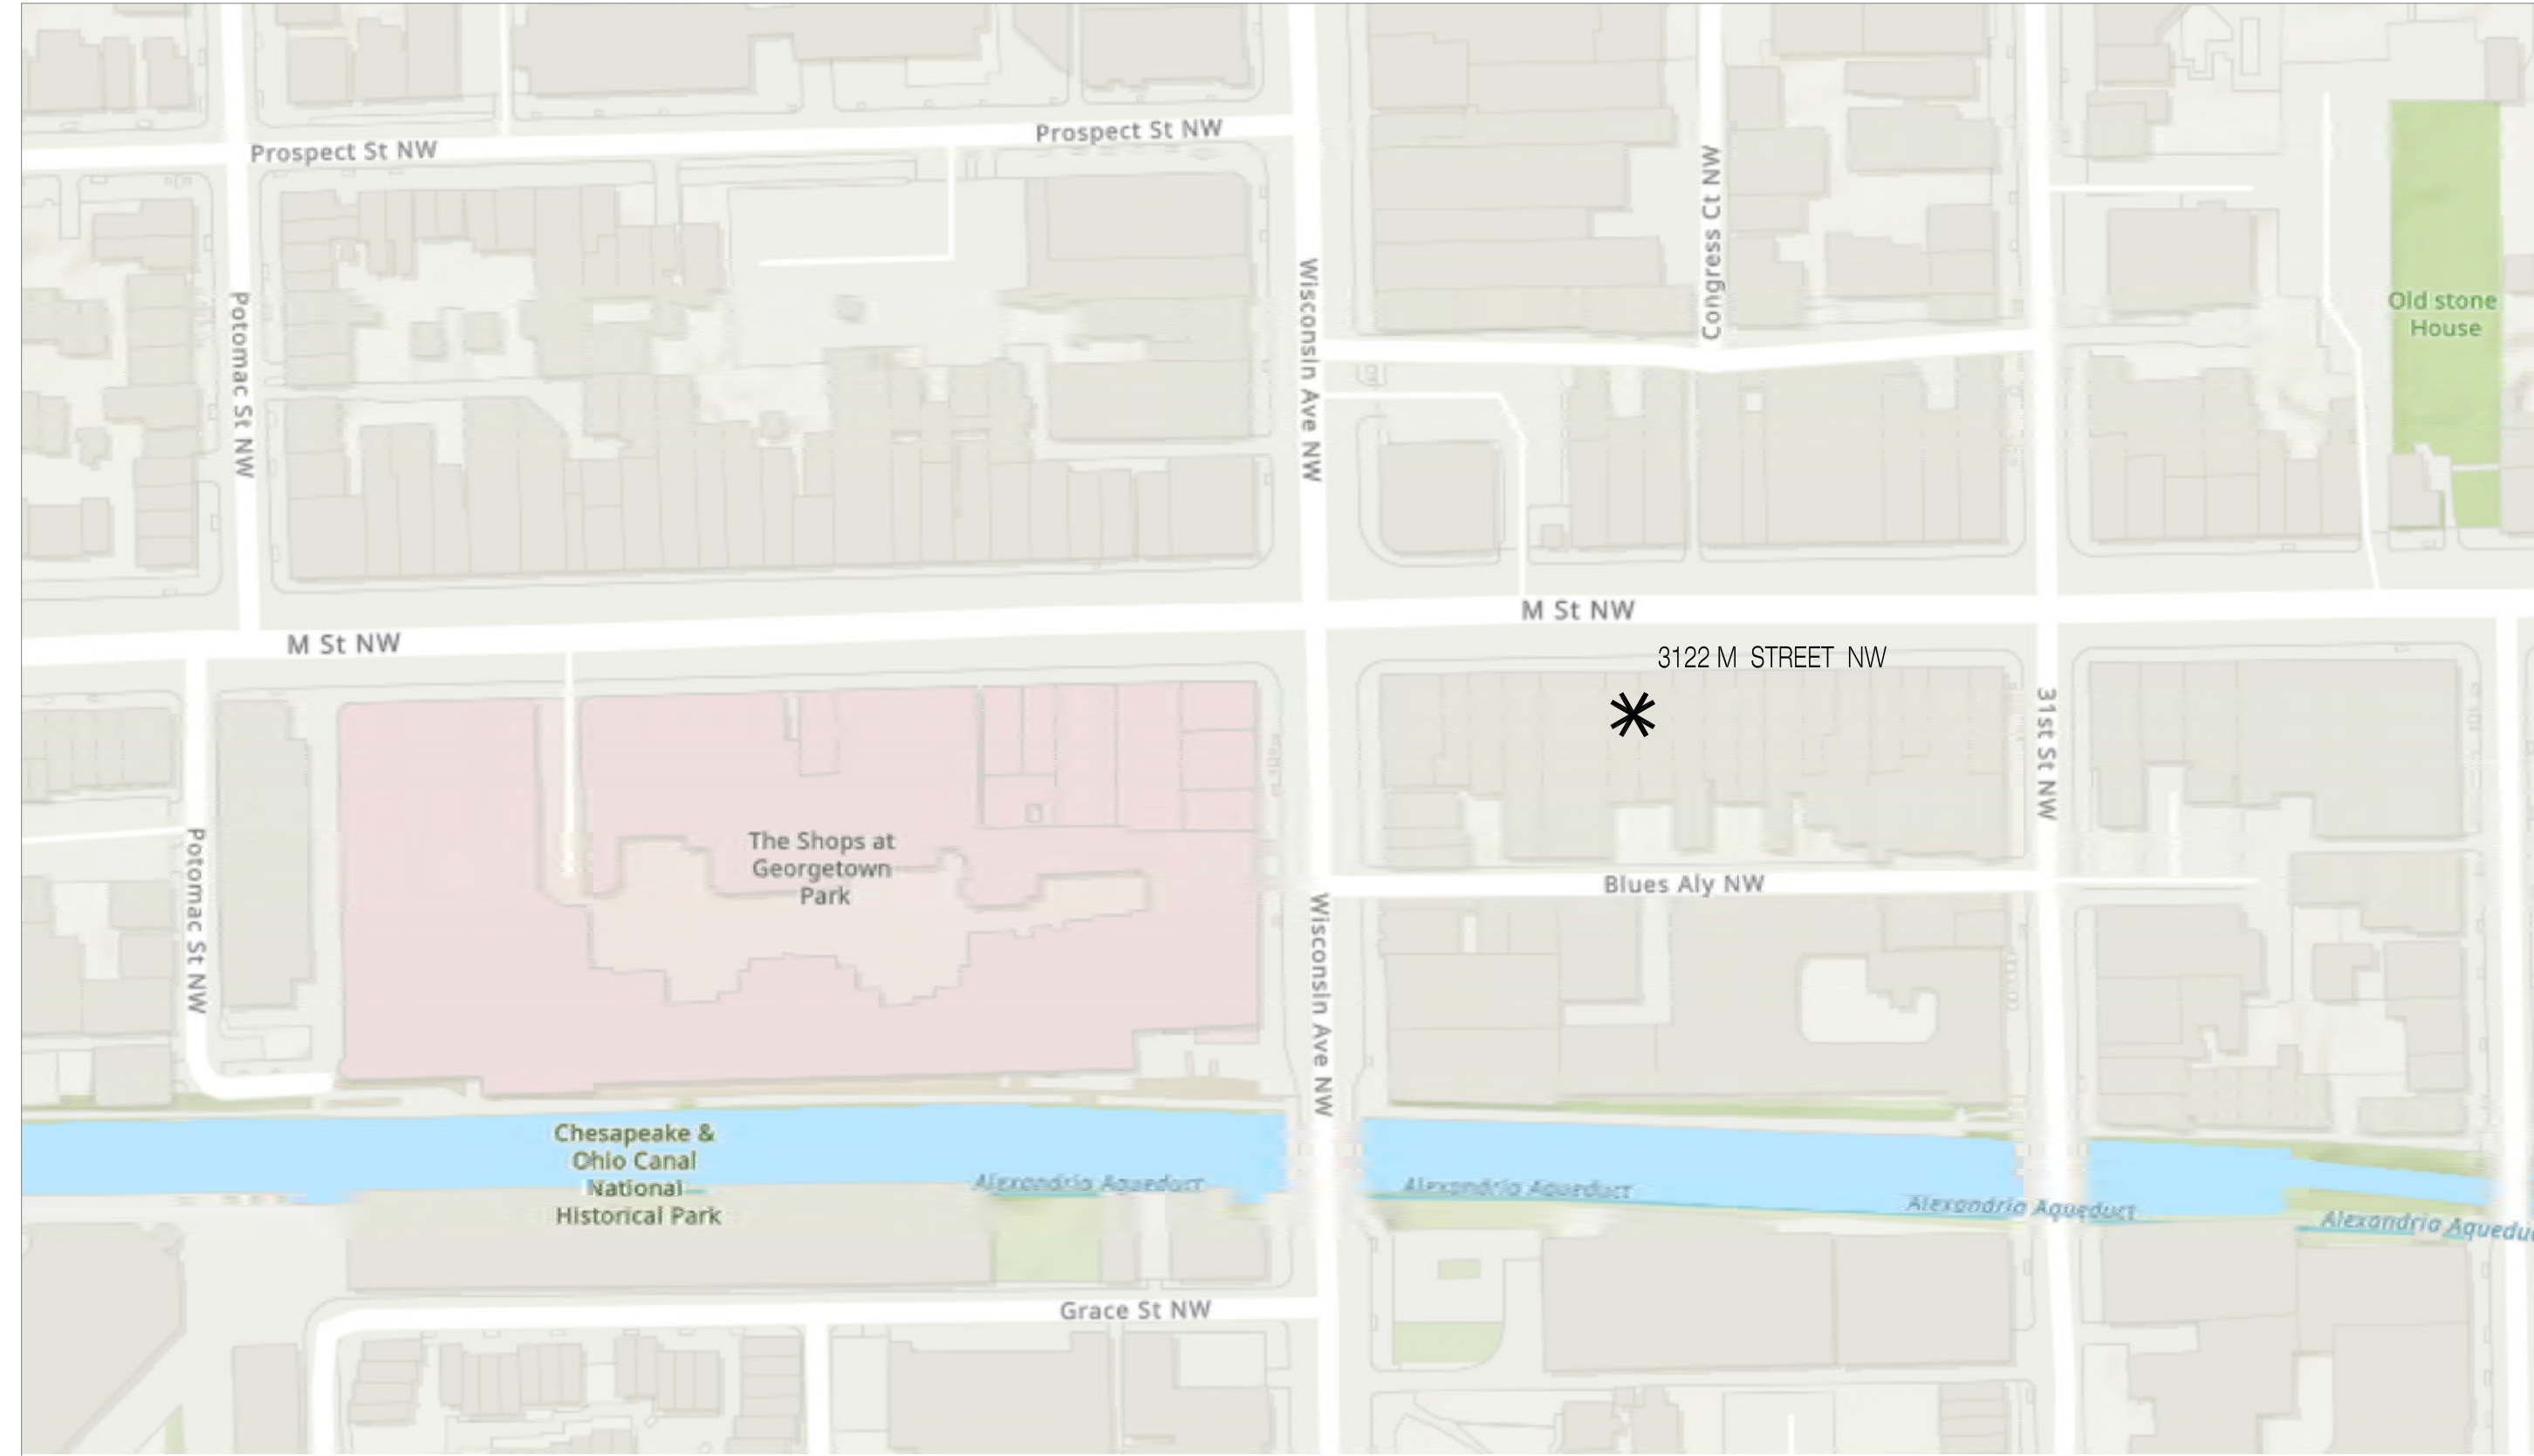 Prospect St NW
Prospect St NW
Congress Ct NW
Wisconsin Ave NW
Potomac St NW
Old stone
House
M St NW
M St NW
3122 M STREET NW
31st St NW
The Shops at
Georgetown
Park
Potomac St NW
Blues Aly NW
Wisconsin Ave NW
Chesapeake &
Ohio Canal
National
Historical Park
Alexandria Aqueduct
Alexandria Aqueduct
Alexandria Aqueduct
Alexandria Aquedu
Grace St NW